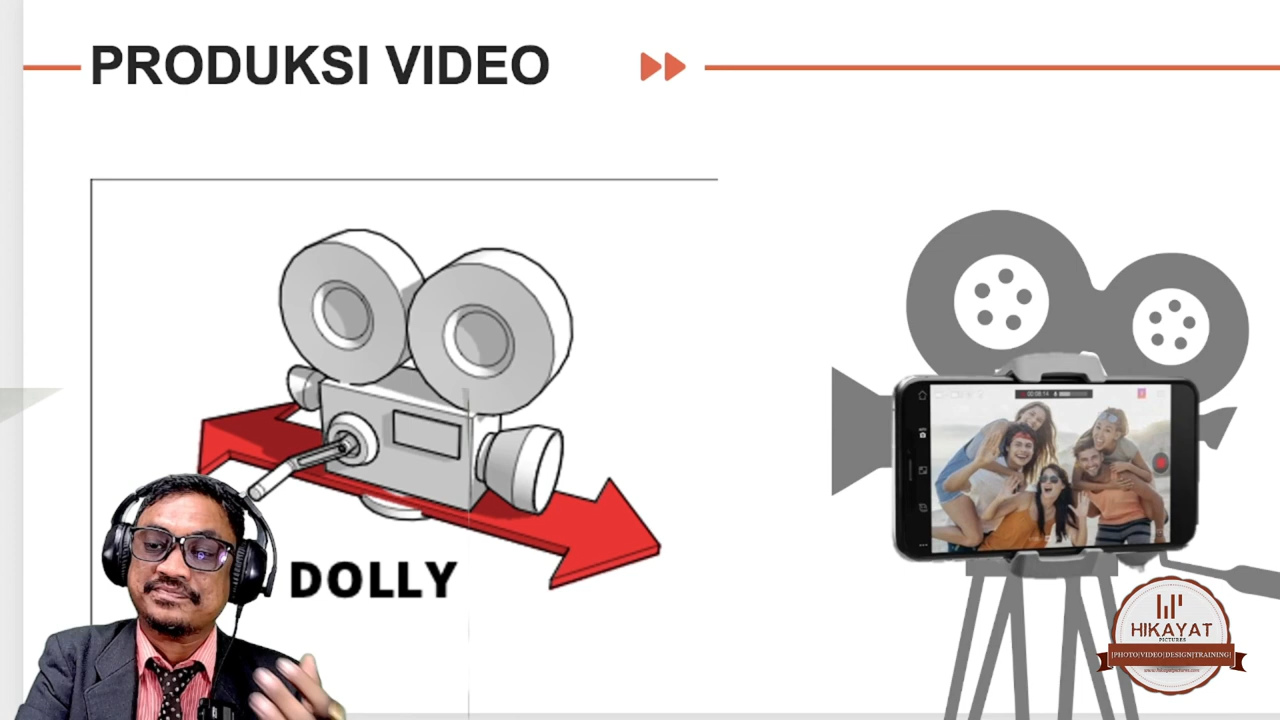 PRODUKSI VIDEO
DOLLY
HIKAYAT
PICTURES
|PHOTO|VIDEO|DESIGN|TRAINING|